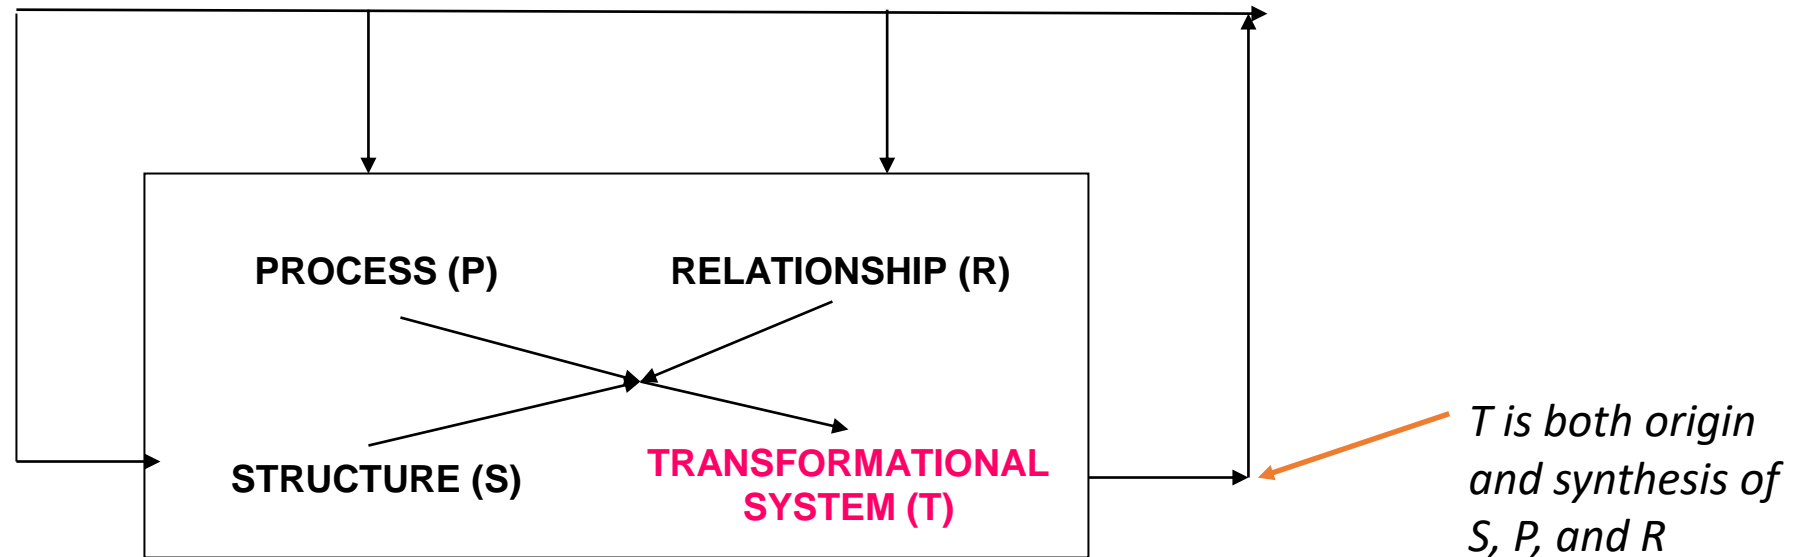 PROCESS (P)
RELATIONSHIP (R)
STRUCTURE (S)
TRANSFORMATIONAL
SYSTEM (T)
T is both origin
and synthesis of
S, P, and R